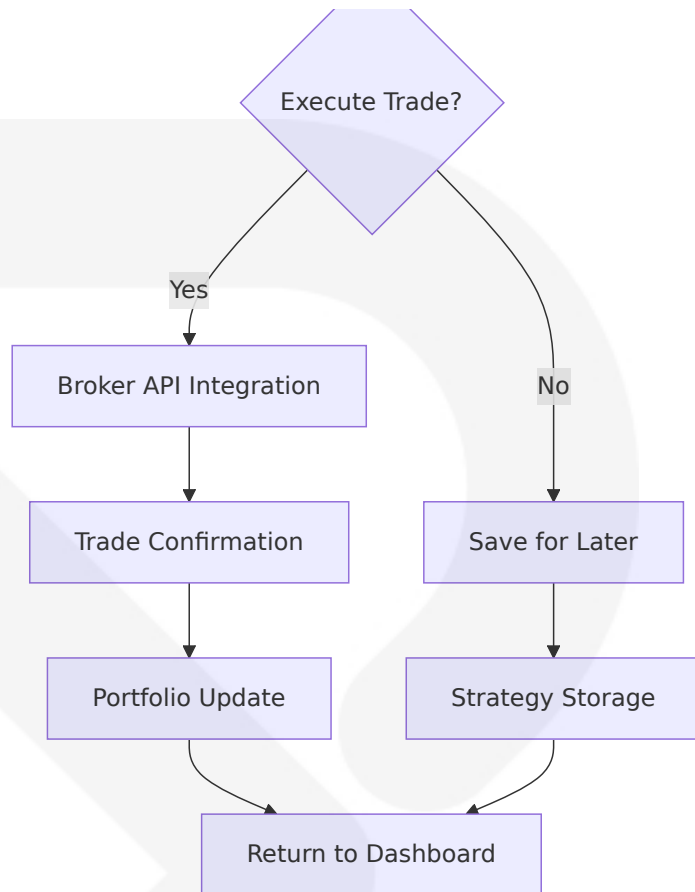 Execute Trade?
Yes
Broker API Integration
No
Trade Confirmation
Save for Later
Portfolio Update
Strategy Storage
Return to Dashboard